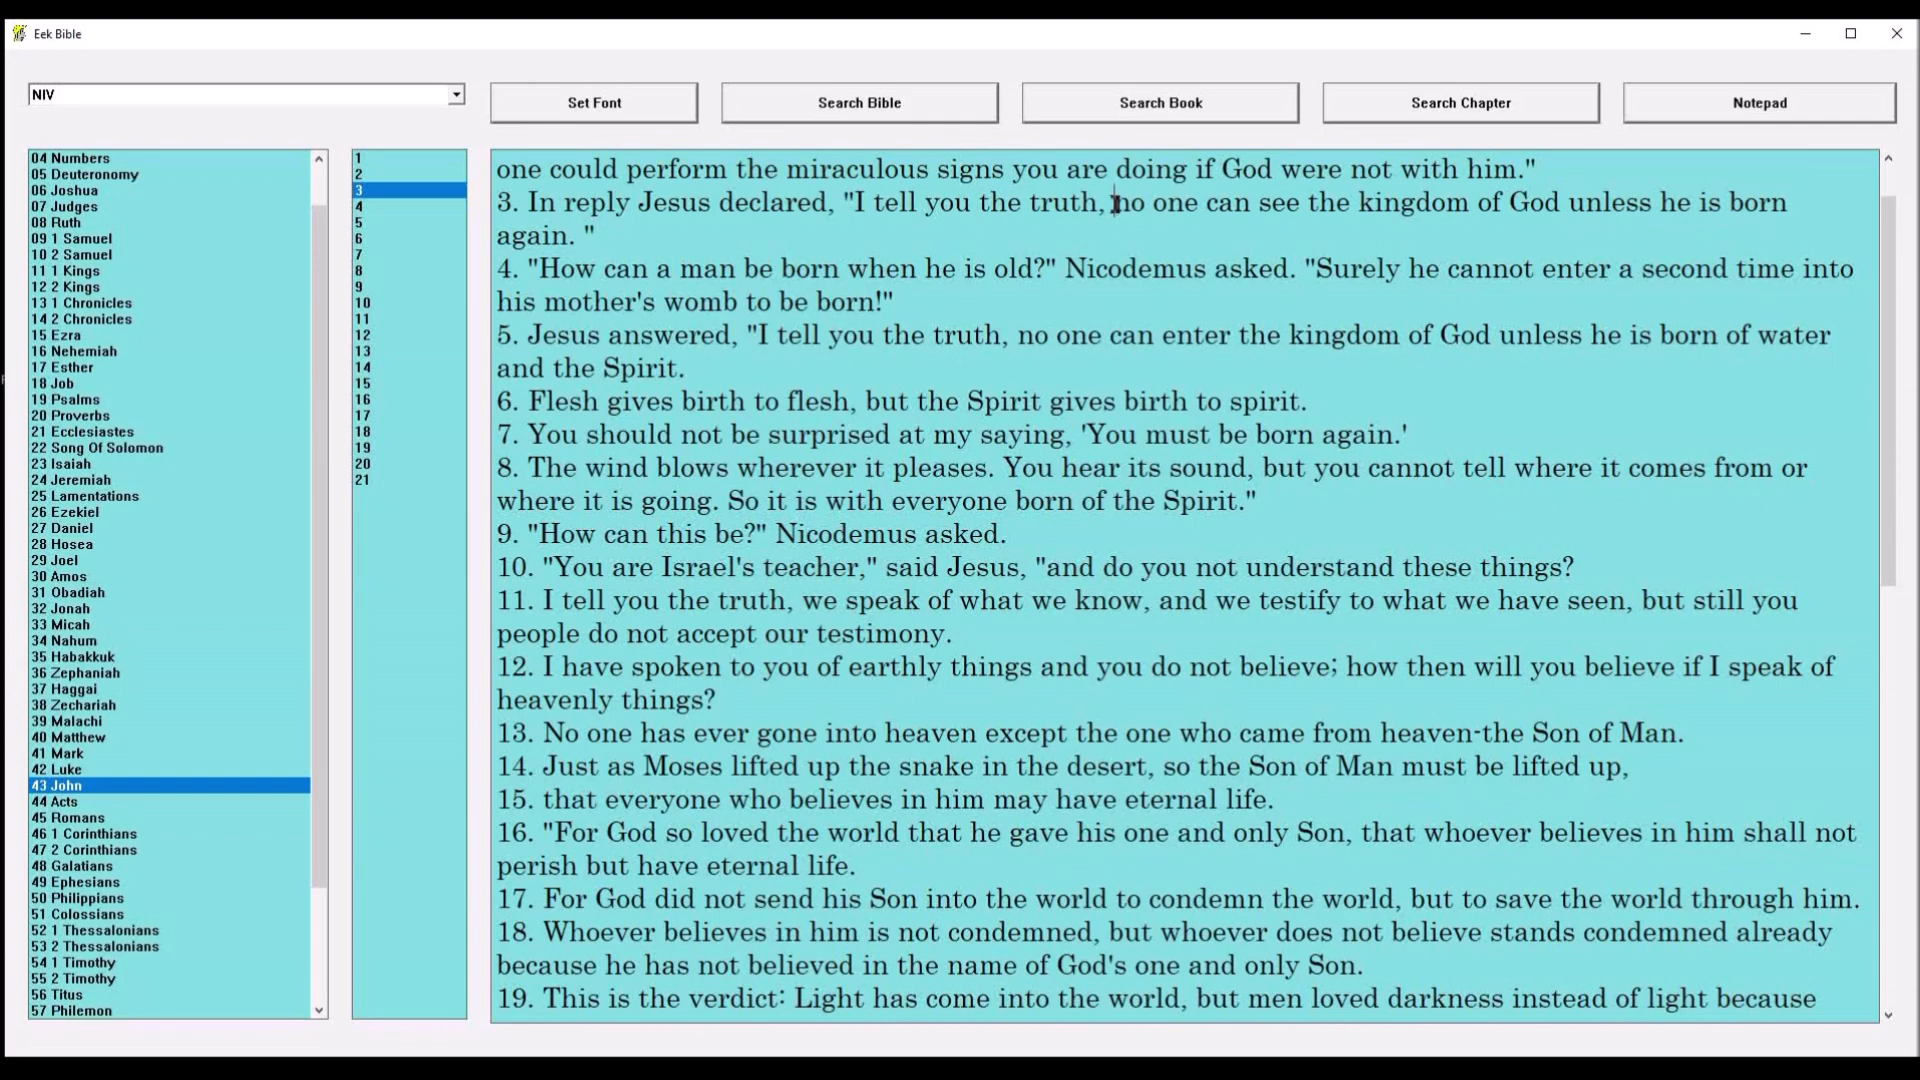 Eek Bible
NIV
Set Font
Search Bible
Search Book
Search Chapter
Notepad
04 Numbers
05 Deuteronomy
06 Joshua
07 Judges
08 Ruth
09 1 Samuel
10 2 Samuel
11 1 Kings
12 2 Kings
13 1 Chronicles
14 2 Chronicles
15 Ezra
16 Nehemiah
17 Esther
18 Job
19 Psalms
20 Proverbs
21 Ecclesiastes
22 Song Of Solomon
23 Isaiah
24 Jeremiah
25 Lamentations
26 Ezekiel
27 Daniel
28 Hosea
29 Joel
30 Amos
31 Obadiah
32 Jonah
33 Micah
34 Nahum
35 Habakkuk
36 Zephaniah
37 Haggai
38 Zechariah
39 Malachi
40 Matthew
41 Mark
42 Luke
43 John
44 Acts
45 Romans
46 1 Corinthians
47 2 Corinthians
48 Galatians
49 Ephesians
50 Philippians
51 Colossians
52 1 Thessalonians
53 2 Thessalonians
54 1 Timothy
55 2 Timothy
56 Titus
57 Philemon
1
2
3
4
5
6
7
8
9
10
11
12
13
14
15
16
17
18
19
20
21
one could perform the miraculous signs you are doing if God were not with him."
3. In reply Jesus declared, "I tell you the truth, no one can see the kingdom of God unless he is born
again. "
4. "How can a man be born when he is old?" Nicodemus asked. "Surely he cannot enter a second time into
his mother's womb to be born!"
5. Jesus answered, "I tell you the truth, no one can enter the kingdom of God unless he is born of water
and the Spirit.
6. Flesh gives birth to flesh, but the Spirit gives birth to spirit.
7. You should not be surprised at my saying, 'You must be born again.'
8. The wind blows wherever it pleases. You hear its sound, but you cannot tell where it comes from or
where it is going. So it is with everyone born of the Spirit."
9. "How can this be?" Nicodemus asked.
10. "You are Israel's teacher," said Jesus, "and do you not understand these things?
11. I tell you the truth, we speak of what we know, and we testify to what we have seen, but still you
people do not accept our testimony.
12. I have spoken to you of earthly things and you do not believe; how then will you believe if I speak of
heavenly things?
13. No one has ever gone into heaven except the one who came from heaven-the Son of Man.
14. Just as Moses lifted up the snake in the desert, so the Son of Man must be lifted up,
15. that everyone who believes in him may have eternal life.
16. "For God so loved the world that he gave his one and only Son, that whoever believes in him shall not
perish but have eternal life.
17. For God did not send his Son into the world to condemn the world, but to save the world through him.
18. Whoever believes in him is not condemned, but whoever does not believe stands condemned already
because he has not believed in the name of God's one and only Son.
19. This is the verdict: Light has come into the world, but men loved darkness instead of light because